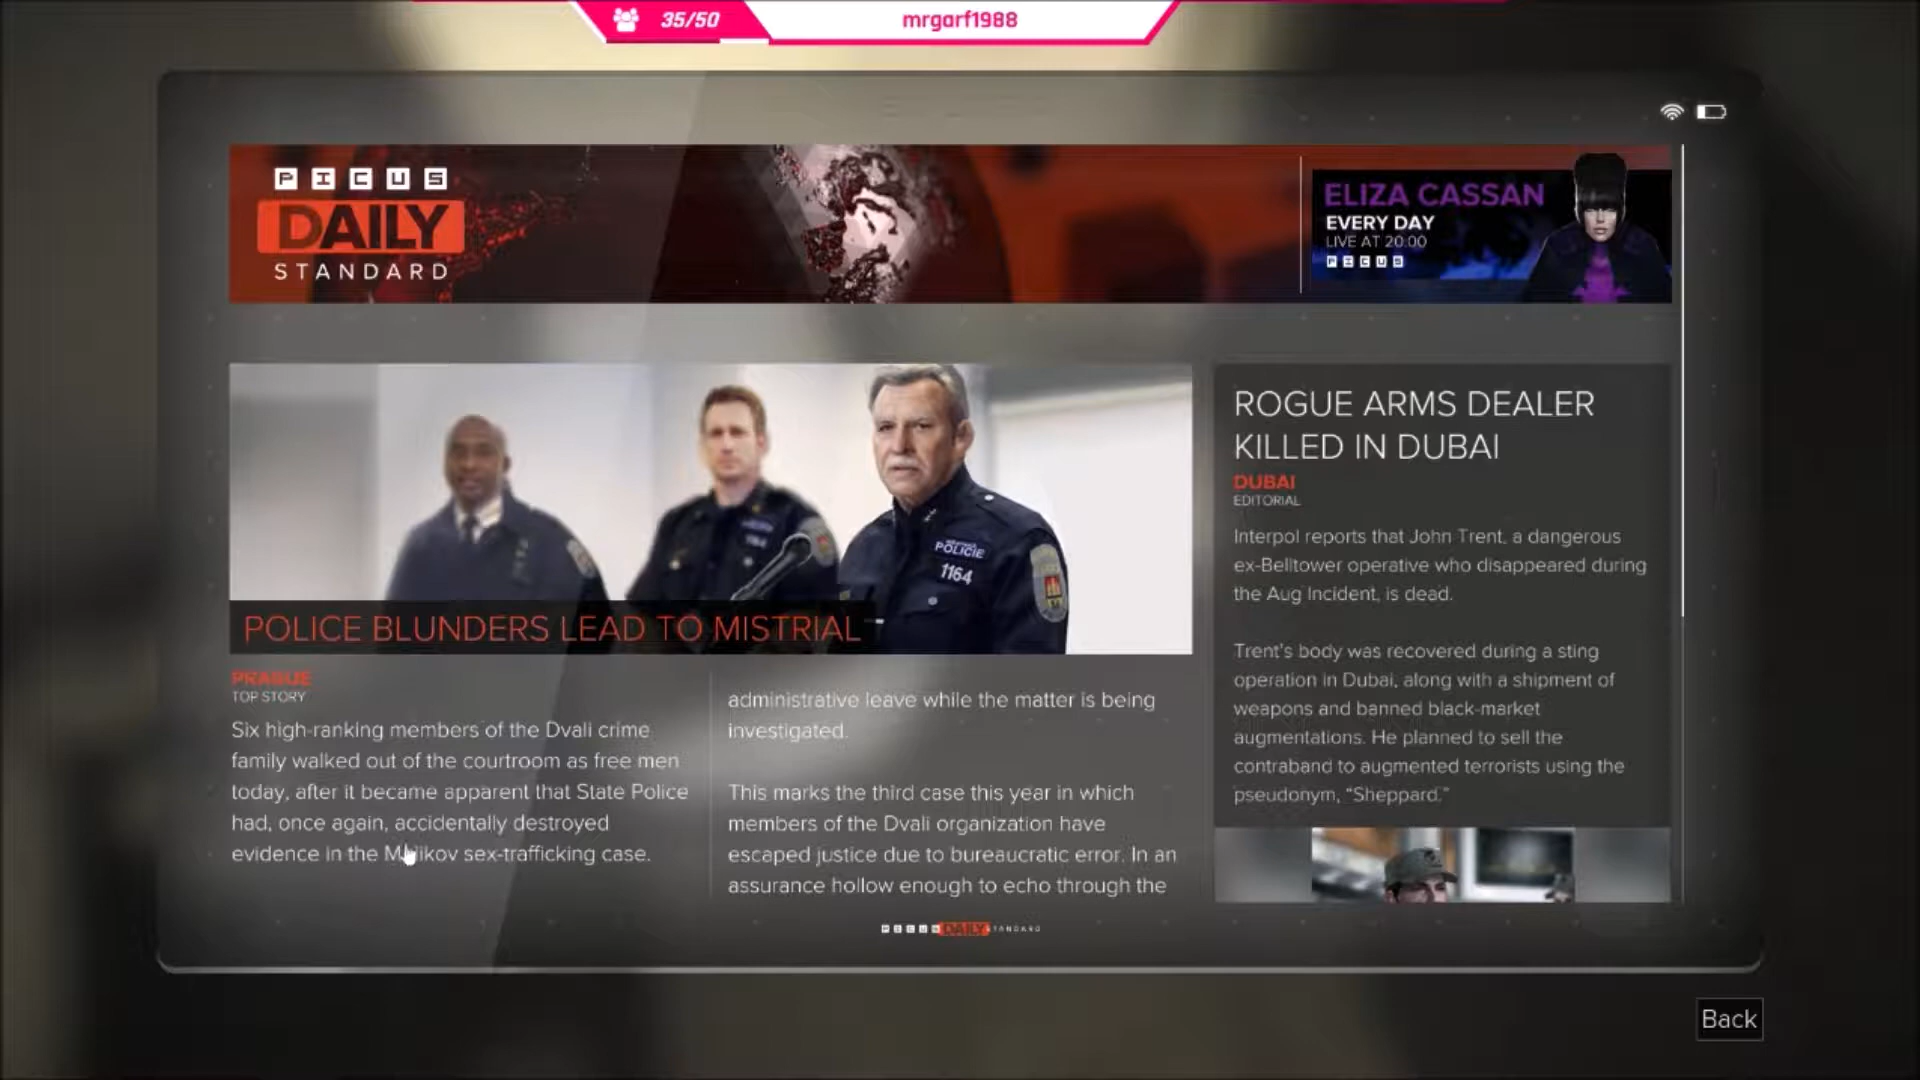 35/50
mrgarf1988
PICUS
DAILY
STANDARD
ELIZA CASSAN
EVERY DAY
LIVE AT 20:00
PICUS
POLICIE
1164
POLICE BLUNDERS LEAD TO MISTRIAL
PRAGUE
TOP STORY
Six high-ranking members of the Dvali crime
family walked out of the courtroom as free men
today, after it became apparent that State Police
had, once again, accidentally destroyed
evidence in the sex-trafficking case.
administrative leave while the matter is being
investigated.
This marks the third case this year in which
members of the Dvali organization have
escaped justice due to bureaucratic error. In an
assurance hollow enough to echo through the
ROGUE ARMS DEALER
KILLED IN DUBAI
DUBAI
EDITORIAL
Interpol reports that John Trent, a dangerous
ex-Belltower operative who disappeared during
the Aug Incident, is dead.
Trent's body was recovered during a sting
operation in Dubai, along with a shipment of
weapons and banned black-market
augmentations. He planned to sell the
contraband to augmented terrorists using the
pseudonym, “Sheppard.”
PICUS DAILY STANDARD
Back